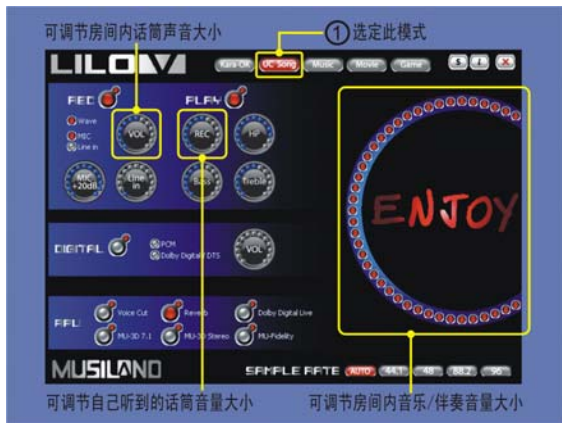 可调节房间内话筒声音大小
①选定此模式
LILO V
Kara OK
UC Song
Music
Movie
Game
$
i
X
REC
PLAY
Wave
MIC
Line in
VOL
REC
HP
MIC +20dB
Line in
Bass
Treble
ENJOY
DIGITAL
PCM
Dolby Digital / DTS
VOL
Voice Cut
Reverb
Dolby Digital Live
MU-3D 7.1
MU-3D Stereo
MU-Fidelity
MUSILAND
SAMPLE RATE
AUTO
44.1
48
88.2
96
可调节自己听到的话筒音量大小
可调节房间内音乐/伴奏音量大小